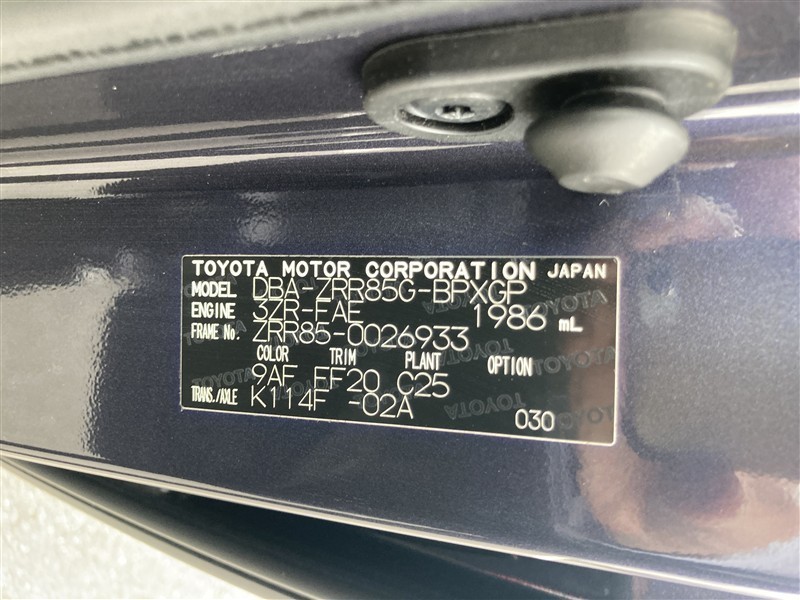 TOYOTA MOTOR CORPORATION JAPAN
MODEL DBA-ZRR85G-BPXGP
ENGINE 3ZR-FAE 1986 mL
FRAME No. ZRR85-0026933
COLOR TRIM PLANT OPTION
9AF FF20 C25
TRANS./AXLE K114F -02A
030